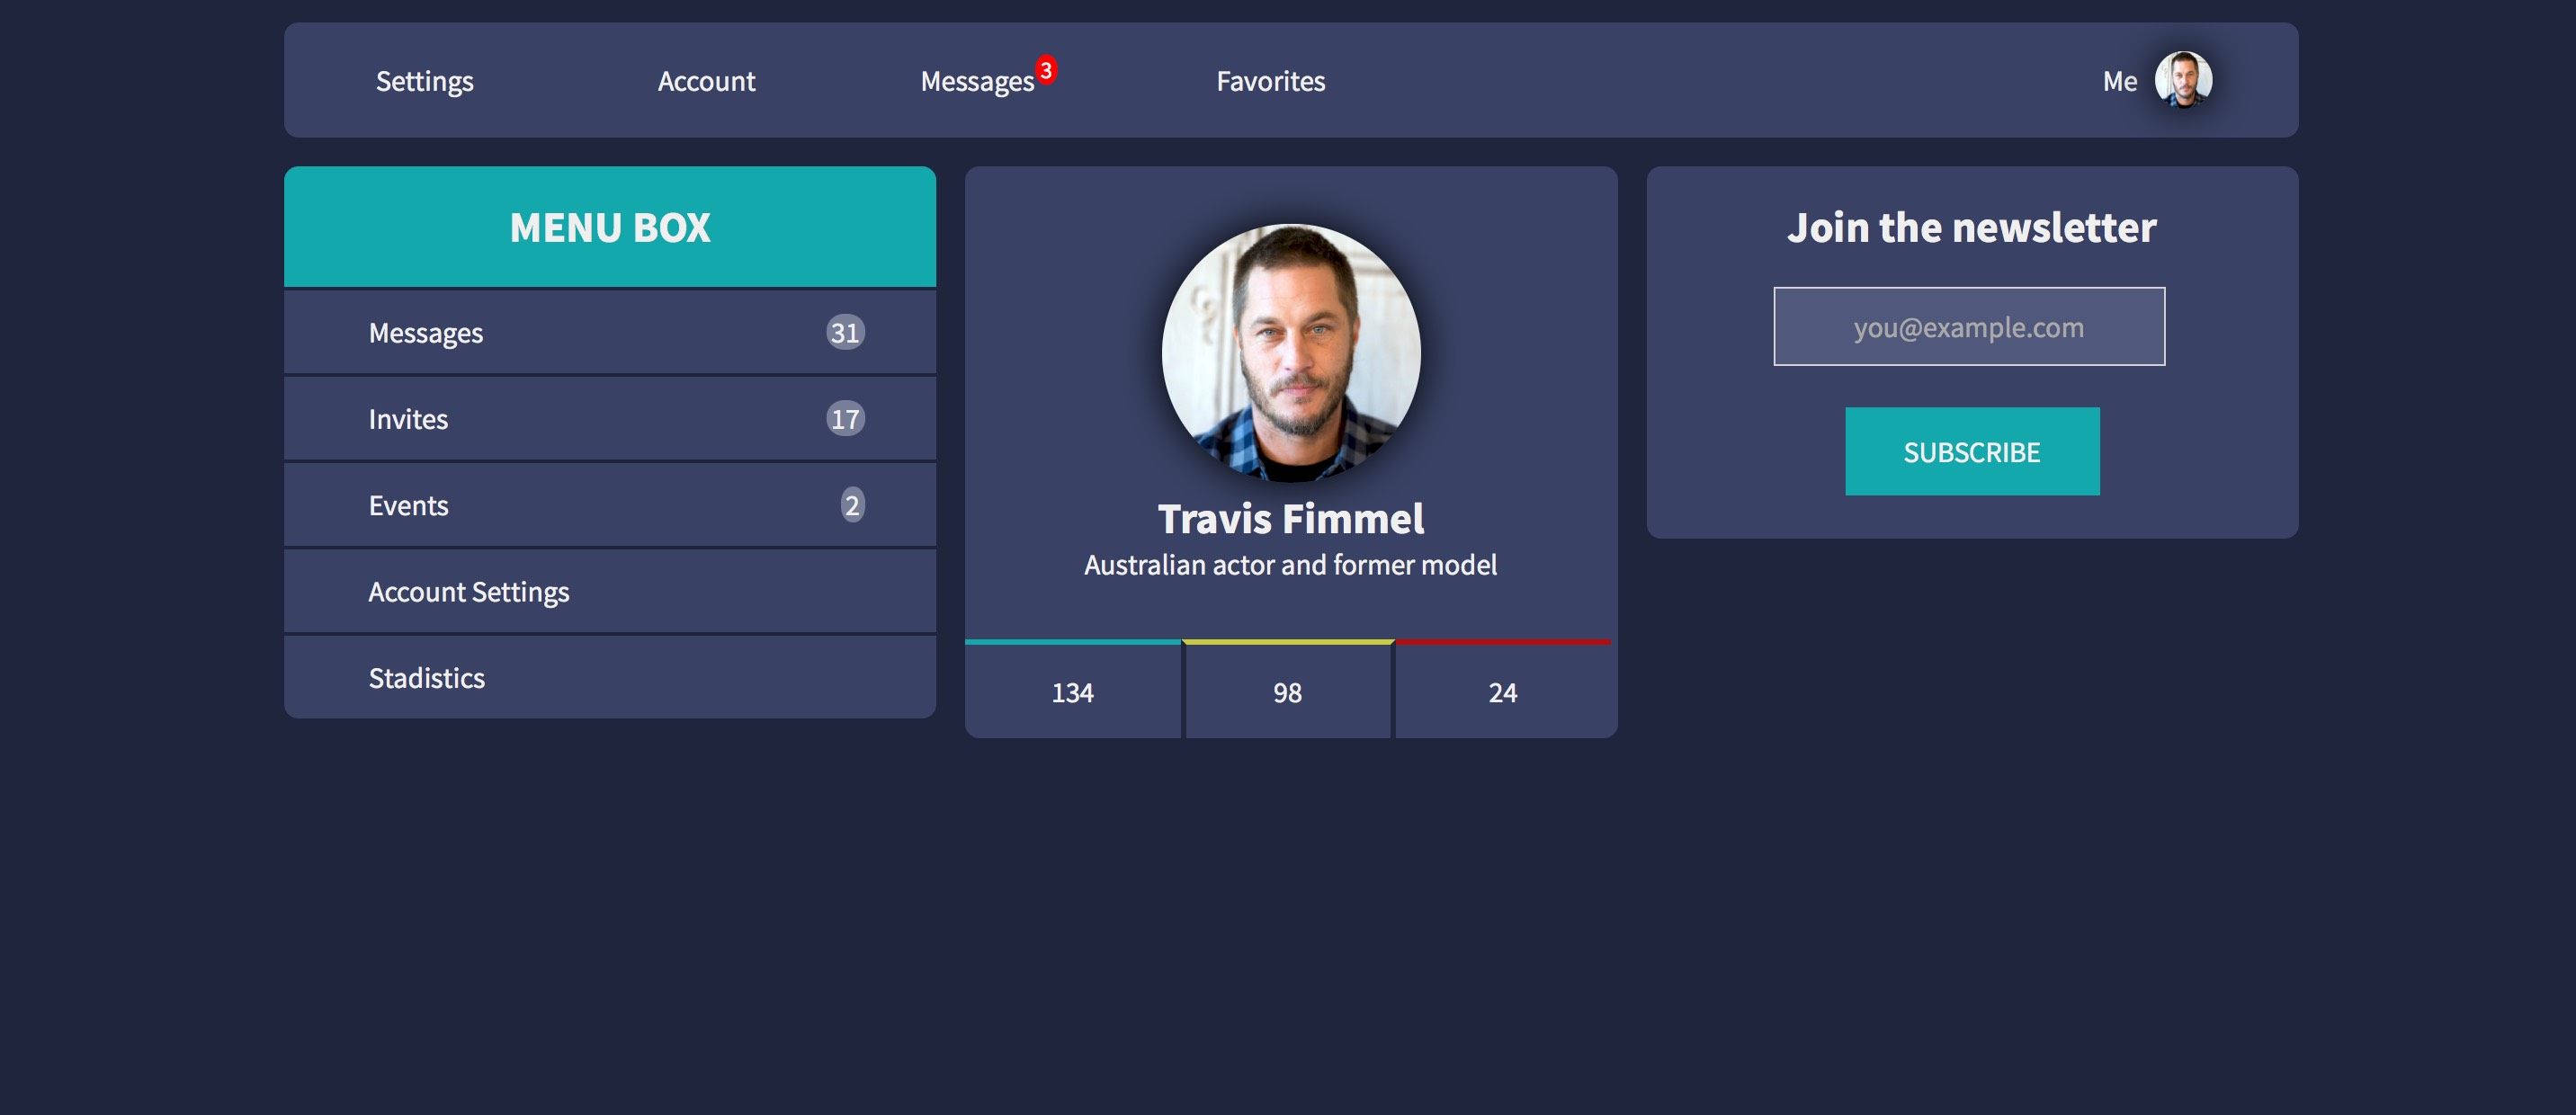 Settings Account Messages 3 Favorites Me
MENU BOX
Messages 31
Invites 17
Events 2
Account Settings
Stadistics
Travis Fimmel
Australian actor and former model
134 98 24
Join the newsletter
you@example.com
SUBSCRIBE